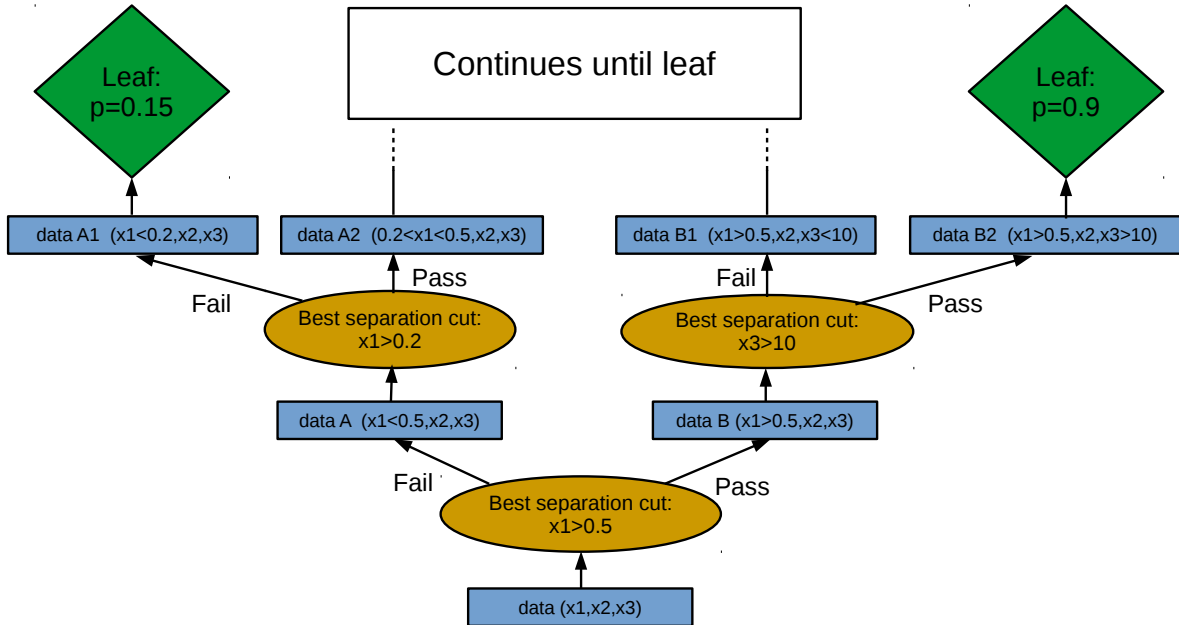 Leaf:
p=0.15
Continues until leaf
Leaf:
p=0.9
data A1  (x1<0.2,x2,x3)
data A2  (0.2<x1<0.5,x2,x3)
data B1  (x1>0.5,x2,x3<10)
data B2  (x1>0.5,x2,x3>10)
Fail
Pass
Fail
Pass
Best separation cut:
x1>0.2
Best separation cut:
x3>10
data A  (x1<0.5,x2,x3)
data B (x1>0.5,x2,x3)
Fail
Pass
Best separation cut:
x1>0.5
data (x1,x2,x3)